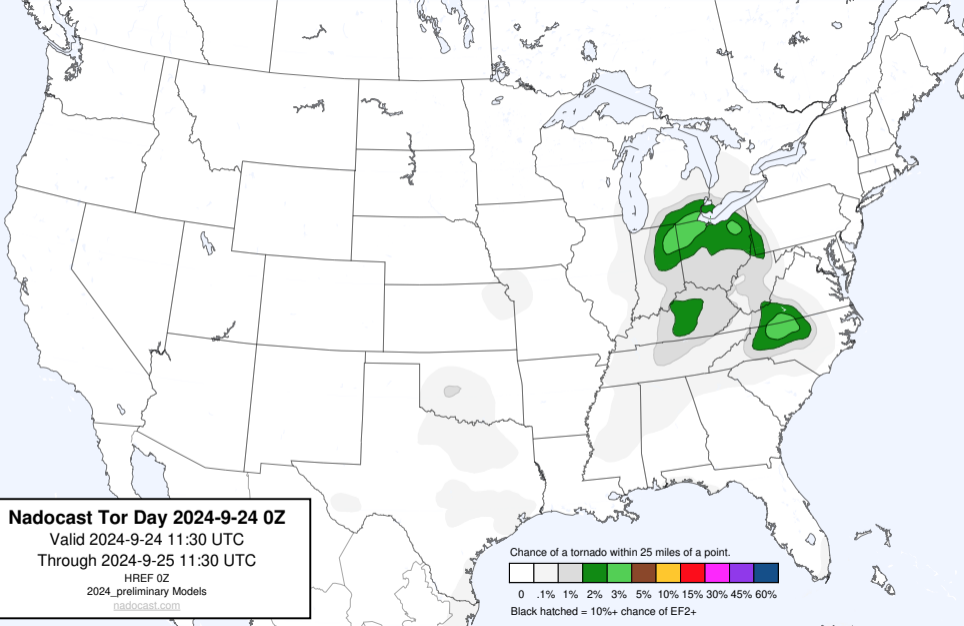 Nadocast Tor Day 2024-9-24 0Z
Valid 2024-9-24 11:30 UTC
Through 2024-9-25 11:30 UTC
HREF 0Z
2024_preliminary Models
nadocast.com
Chance of a tornado within 25 miles of a point.
0 .1% 1% 2% 3% 5% 10% 15% 30% 45% 60%
Black hatched = 10%+ chance of EF2+